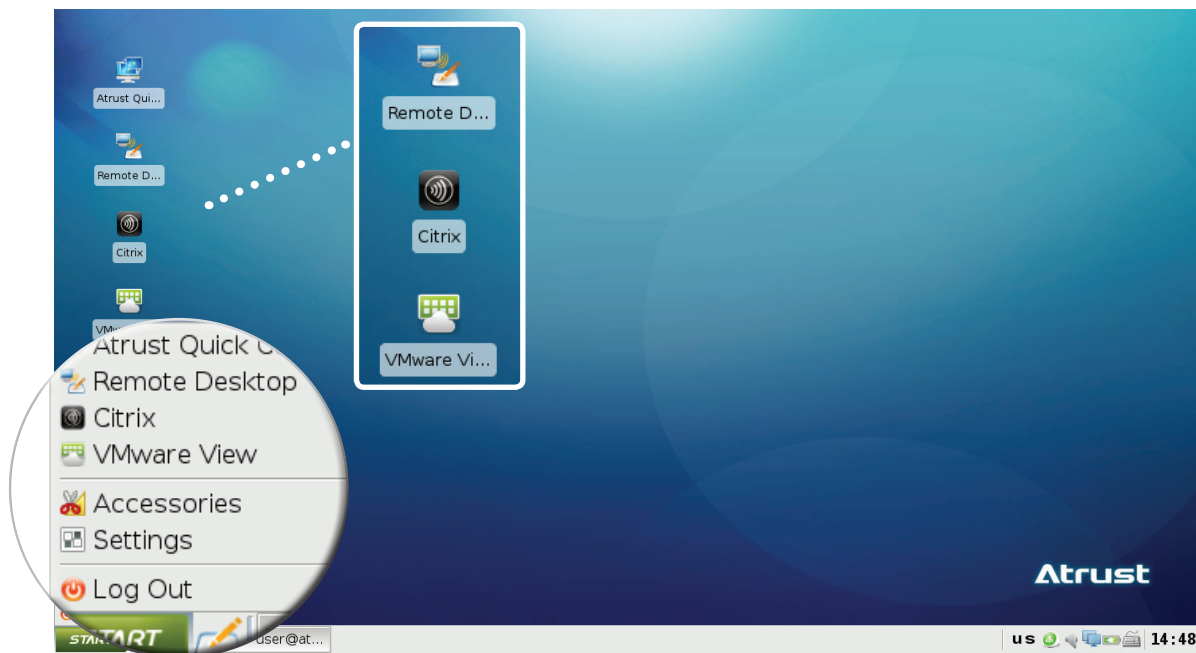 Atrust Qui...
Remote D...
Citrix
Remote D...
Citrix
VMware Vi...
Atrust Quick
Remote Desktop
Citrix
VMware View
Accessories
Settings
Log Out
Atrust
START
user@at...
us
14:48